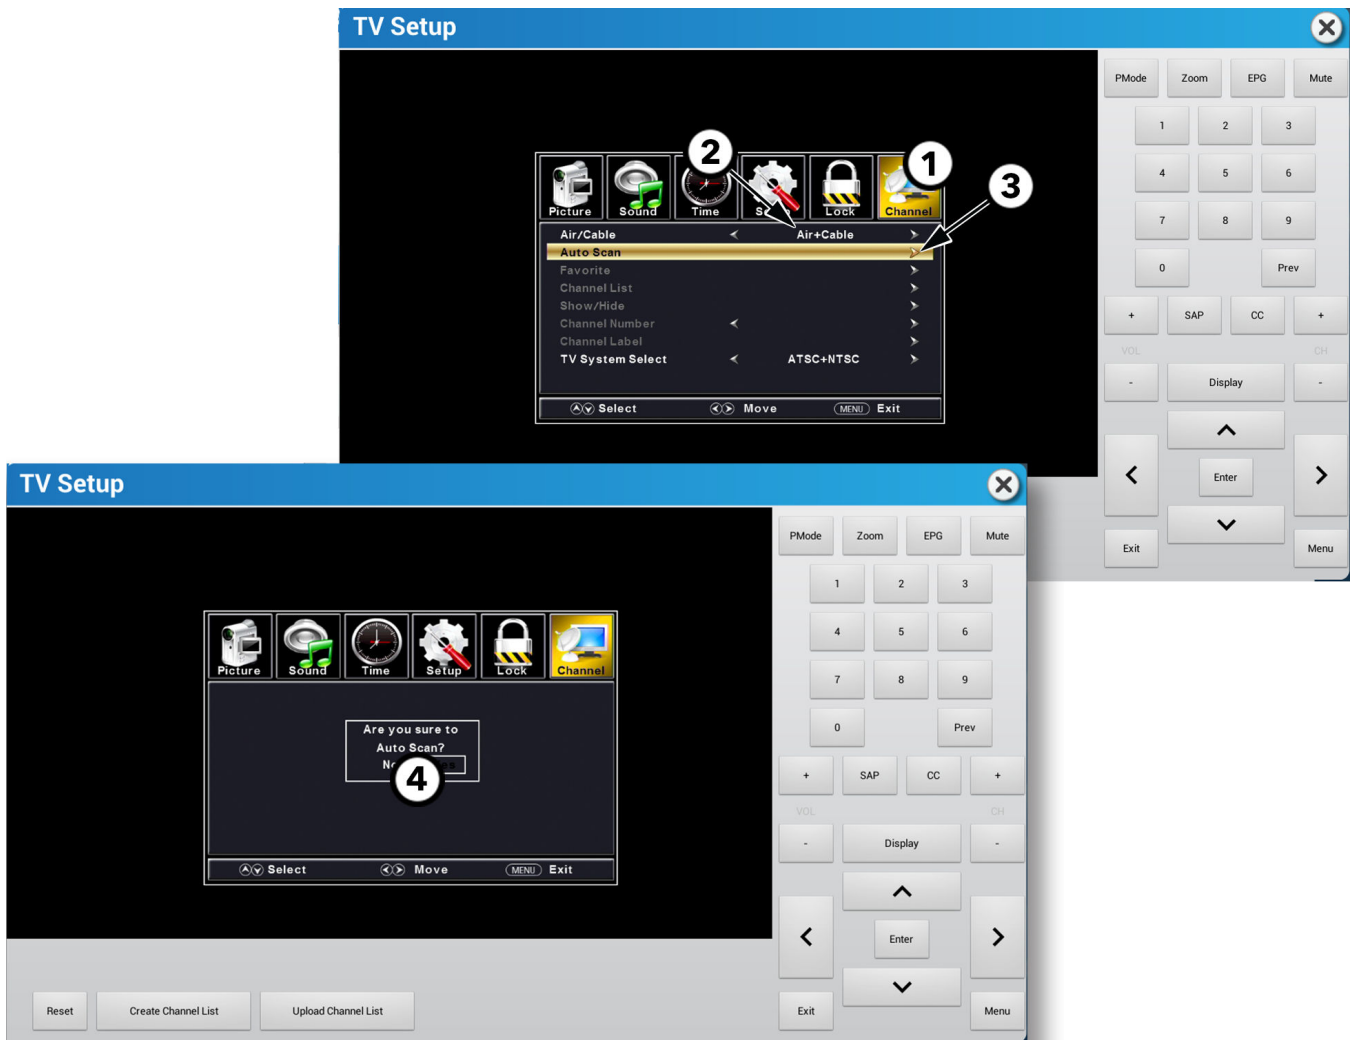 TV Setup
PMode Zoom EPG Mute
1 2 3
4 5 6
7 8 9
0 Prev
+ SAP CC +
VOL CH
- Display -
Enter
Exit Menu
2 1 3
Picture Sound Time Lock Channel
Air/Cable Air+Cable
Auto Scan
Favorite
Channel List
Show/Hide
Channel Number
Channel Label
TV System Select ATSC+NTSC
Select Move MENU Exit
TV Setup
PMode Zoom EPG Mute
1 2 3
4 5 6
7 8 9
0 Prev
+ SAP CC +
VOL CH
- Display -
Enter
Exit Menu
Picture Sound Time Setup Lock Channel
Are you sure to
Auto Scan?
4
Select Move MENU Exit
Reset Create Channel List Upload Channel List